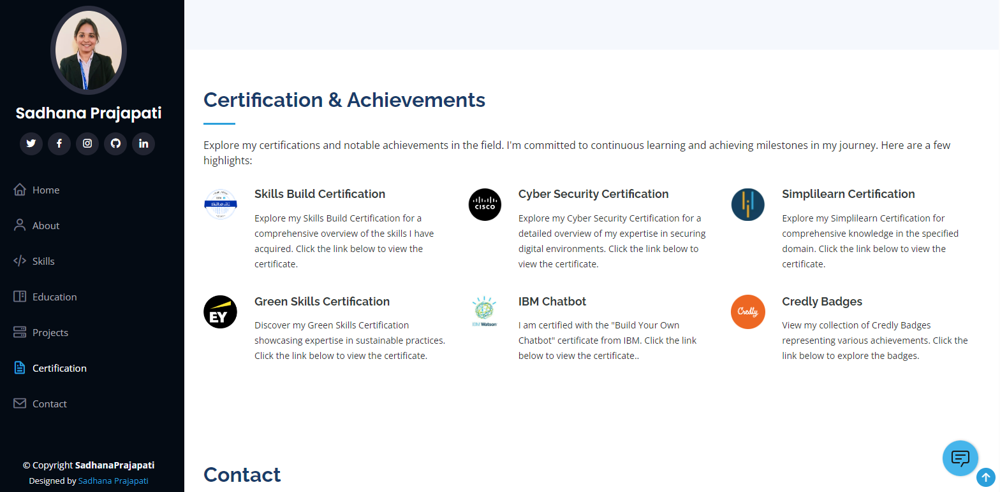 Sadhana Prajapati
Home
About
Skills
Education
Projects
Certification
Contact
© Copyright SadhanaPrajapati
Designed by Sadhana Prajapati
Certification & Achievements
Explore my certifications and notable achievements in the field. I'm committed to continuous learning and achieving milestones in my journey. Here are a few
highlights:
SkillsBuild
Skills Build Certification
Explore my Skills Build Certification for a
comprehensive overview of the skills I have
acquired. Click the link below to view the
certificate.
CISCO
Cyber Security Certification
Explore my Cyber Security Certification for a
detailed overview of my expertise in securing
digital environments. Click the link below to
view the certificate.
Simplilearn Certification
Explore my Simplilearn Certification for
comprehensive knowledge in the specified
domain. Click the link below to view the
certificate.
EY
Green Skills Certification
Discover my Green Skills Certification
showcasing expertise in sustainable practices.
Click the link below to view the certificate.
IBM Watson
IBM Chatbot
I am certified with the "Build Your Own
Chatbot" certificate from IBM. Click the link
below to view the certificate..
Credly
Credly Badges
View my collection of Credly Badges
representing various achievements. Click the
link below to explore the badges.
Contact